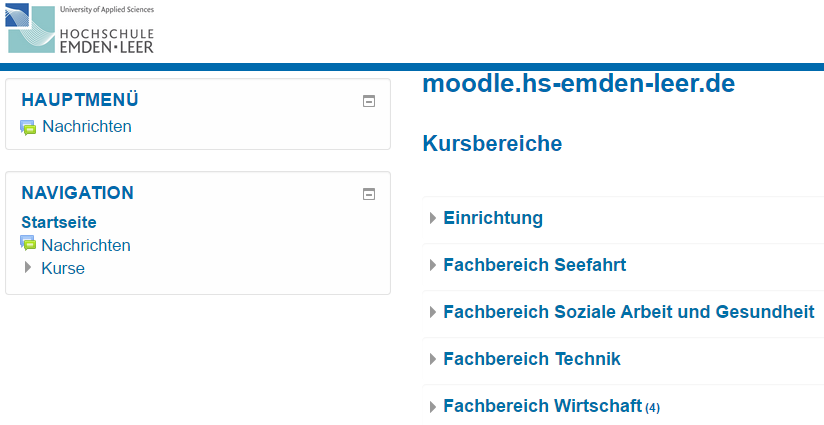 University of Applied Sciences
HOCHSCHULE
EMDEN•LEER
HAUPTMENÜ
Nachrichten
NAVIGATION
Startseite
Nachrichten
Kurse
moodle.hs-emden-leer.de
Kursbereiche
Einrichtung
Fachbereich Seefahrt
Fachbereich Soziale Arbeit und Gesundheit
Fachbereich Technik
Fachbereich Wirtschaft (4)